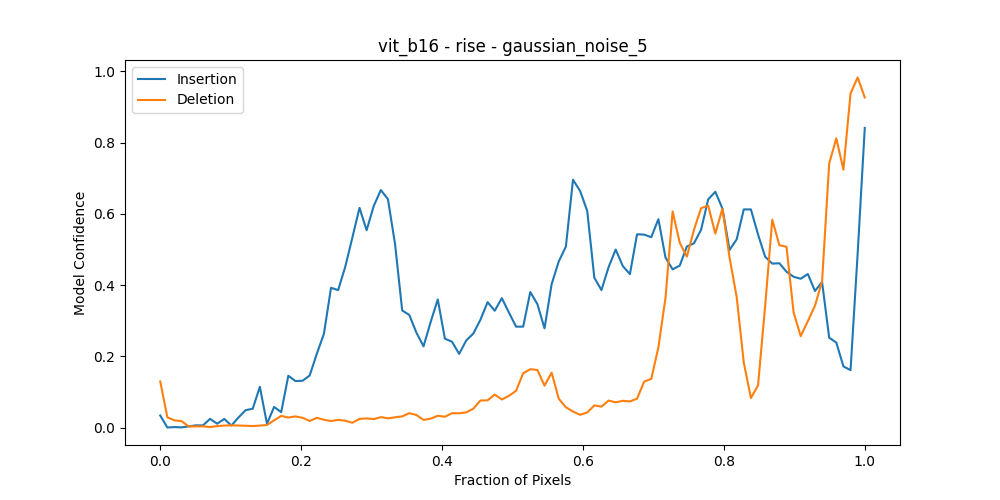 vit_b16 - rise - gaussian_noise_5
Insertion
Deletion
1.0
0.8
0.6
0.4
0.2
0.0
Model Confidence
0.0 0.2 0.4 0.6 0.8 1.0
Fraction of Pixels